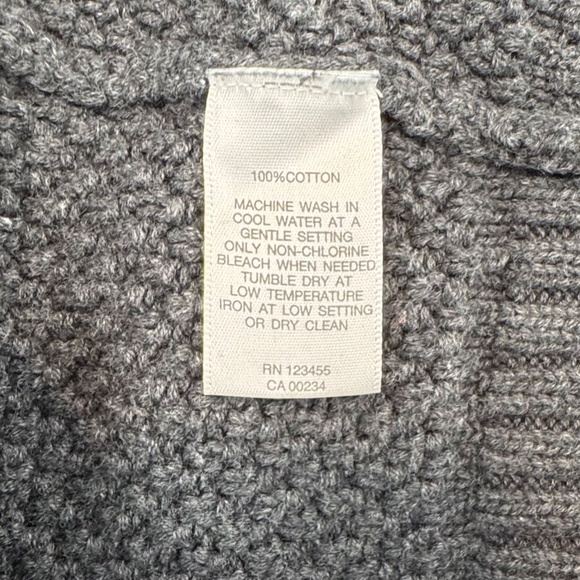 100%COTTON
MACHINE WASH IN
COOL WATER AT A
GENTLE SETTING
ONLY NON-CHLORINE
BLEACH WHEN NEEDED
TUMBLE DRY AT
LOW TEMPERATURE
IRON AT LOW SETTING
OR DRY CLEAN
RN 123455
CA 00234